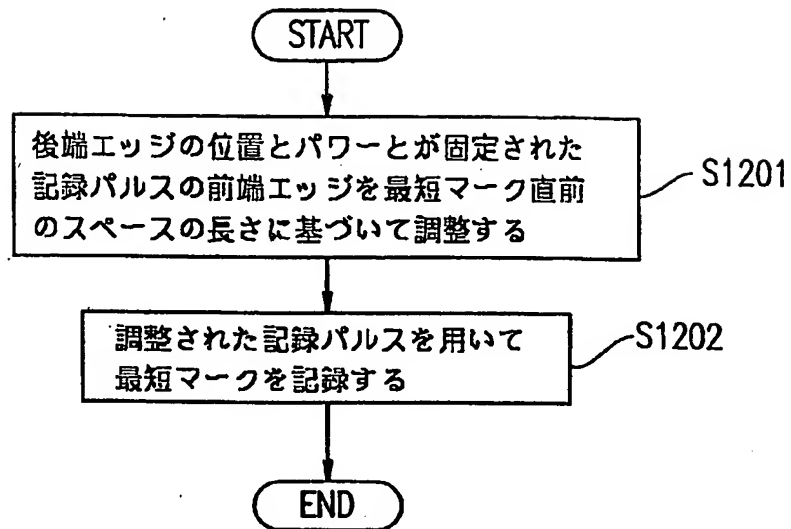 START
後端エッジの位置とパワーとが固定された
記録パルスの前端エッジを最短マーク直前
のスペースの長さに基づいて調整する
S1201
調整された記録パルスを用いて
最短マークを記録する
S1202
END